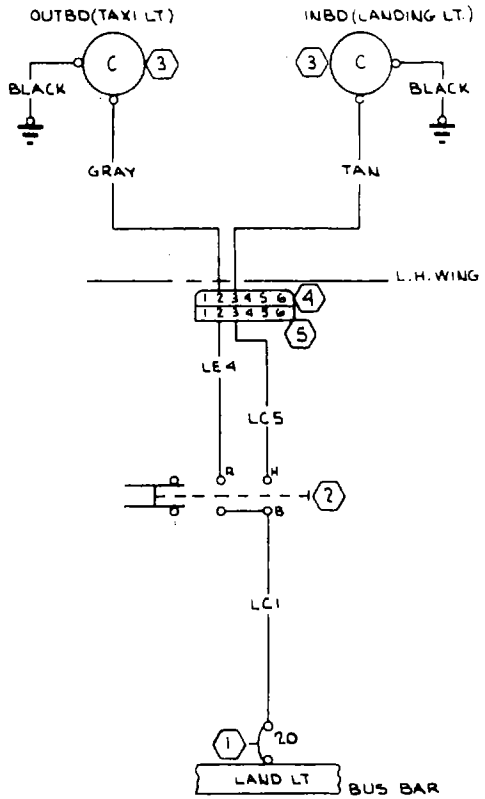 OUTBD (TAXI LT) INBD (LANDING LT.)
C 3 3 C
BLACK BLACK
GRAY TAN
L.H. WING
1 2 3 4 5 6 4
1 2 3 4 5 6 5
LE4
LC5
R H
2
B
LC1
1 20
LAND LT BUS BAR